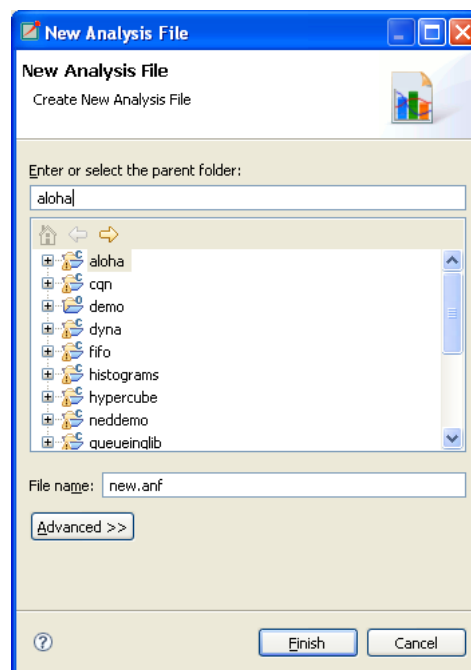 New Analysis File
New Analysis File
Create New Analysis File
Enter or select the parent folder:
aloha
aloha
cqn
demo
dyna
fifo
histograms
hypercube
neddemo
queueinglib
File name: new.anf
Advanced >>
Finish Cancel